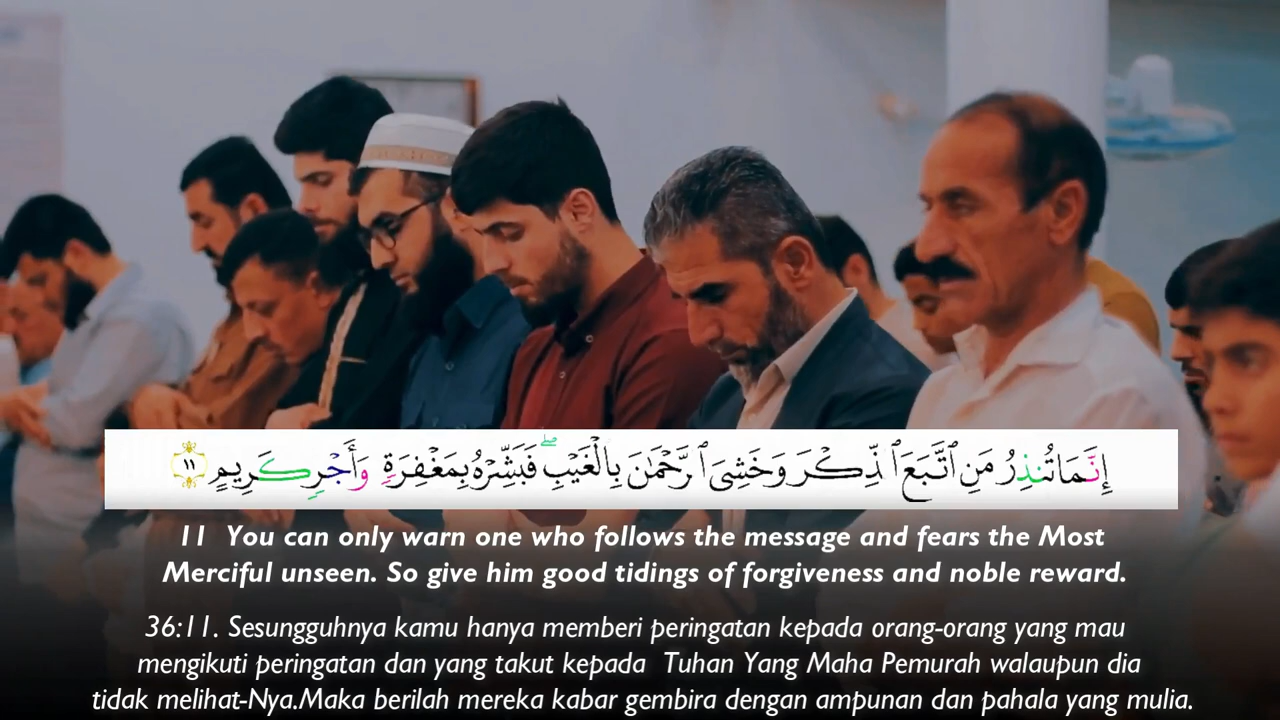 إِنَّمَا تُنذِرُ مَنِ ٱتَّبَعَ ٱلذِّكْرَ وَخَشِىَ ٱلرَّحْمَٰنَ بِٱلْغَيْبِ ۖ فَبَشِّرْهُ بِمَغْفِرَةٍ وَأَجْرٍ كَرِيمٍ ١١
11 You can only warn one who follows the message and fears the Most
Merciful unseen. So give him good tidings of forgiveness and noble reward.
36:11. Sesungguhnya kamu hanya memberi peringatan kepada orang-orang yang mau
mengikuti peringatan dan yang takut kepada Tuhan Yang Maha Pemurah walaupun dia
tidak melihat-Nya.Maka berilah mereka kabar gembira dengan ampunan dan pahala yang mulia.